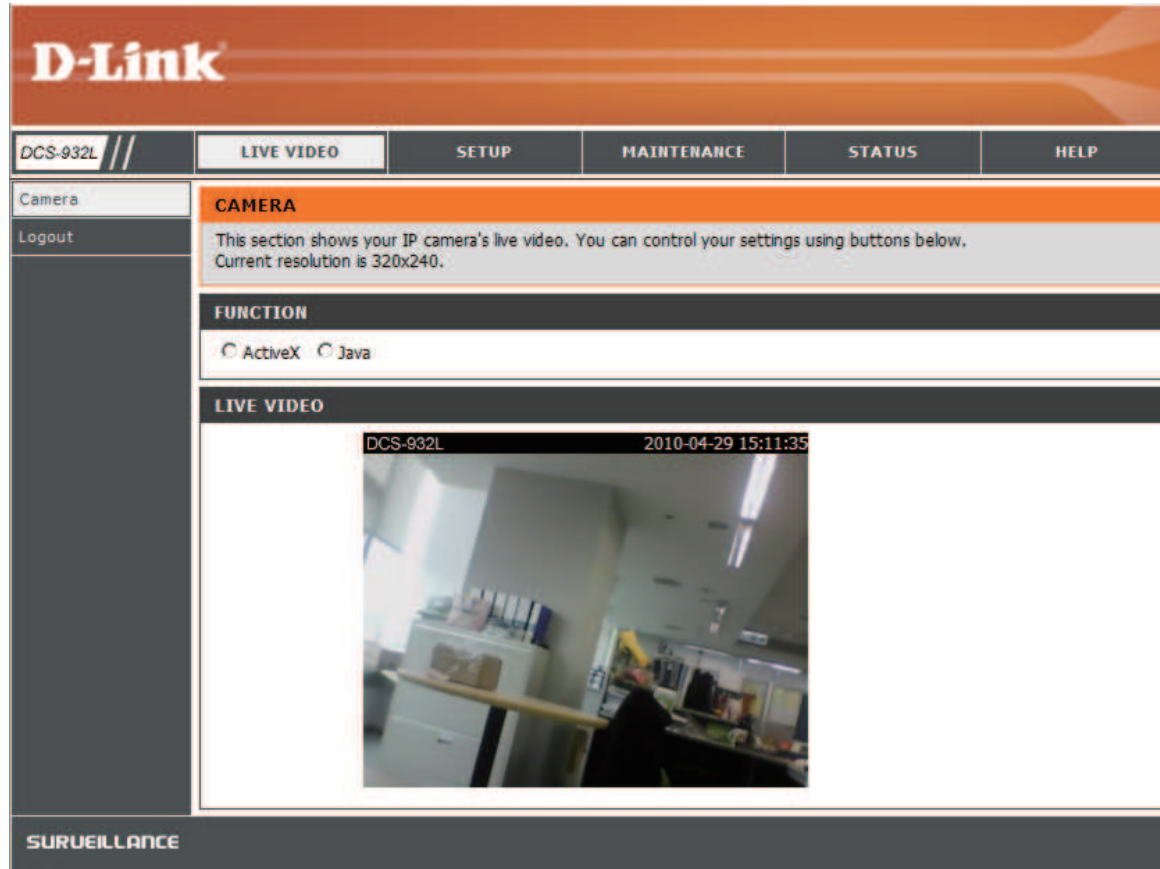 D-Link
DCS-932L
LIVE VIDEO
SETUP
MAINTENANCE
STATUS
HELP
Camera
Logout
CAMERA
This section shows your IP camera's live video. You can control your settings using buttons below.
Current resolution is 320x240.
FUNCTION
ActiveX
Java
LIVE VIDEO
DCS-932L
2010-04-29 15:11:35
SURVEILLANCE